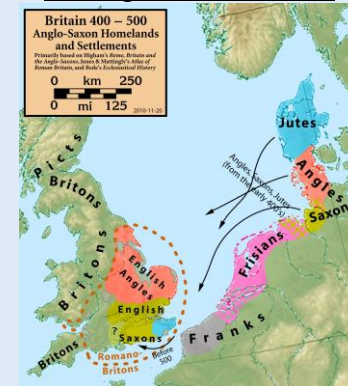 Britain 400 – 500
Anglo-Saxon Homelands
and Settlements
Primarily based on Higham's Rome, Britain and
the Anglo-Saxons, Jones & Mattingly's Atlas of
Roman Britain, and Bede's Ecclesiastical History
0 km 250
0 mi 125
2010-11-20
Jutes
Angles
Saxon
Angles, Saxons, Jutes
(from the early 400's)
Frisians
Franks
Picts
Britons
Britons
English
Angles
English
Saxons
?
Before
500
Romano-
Britons
Britons